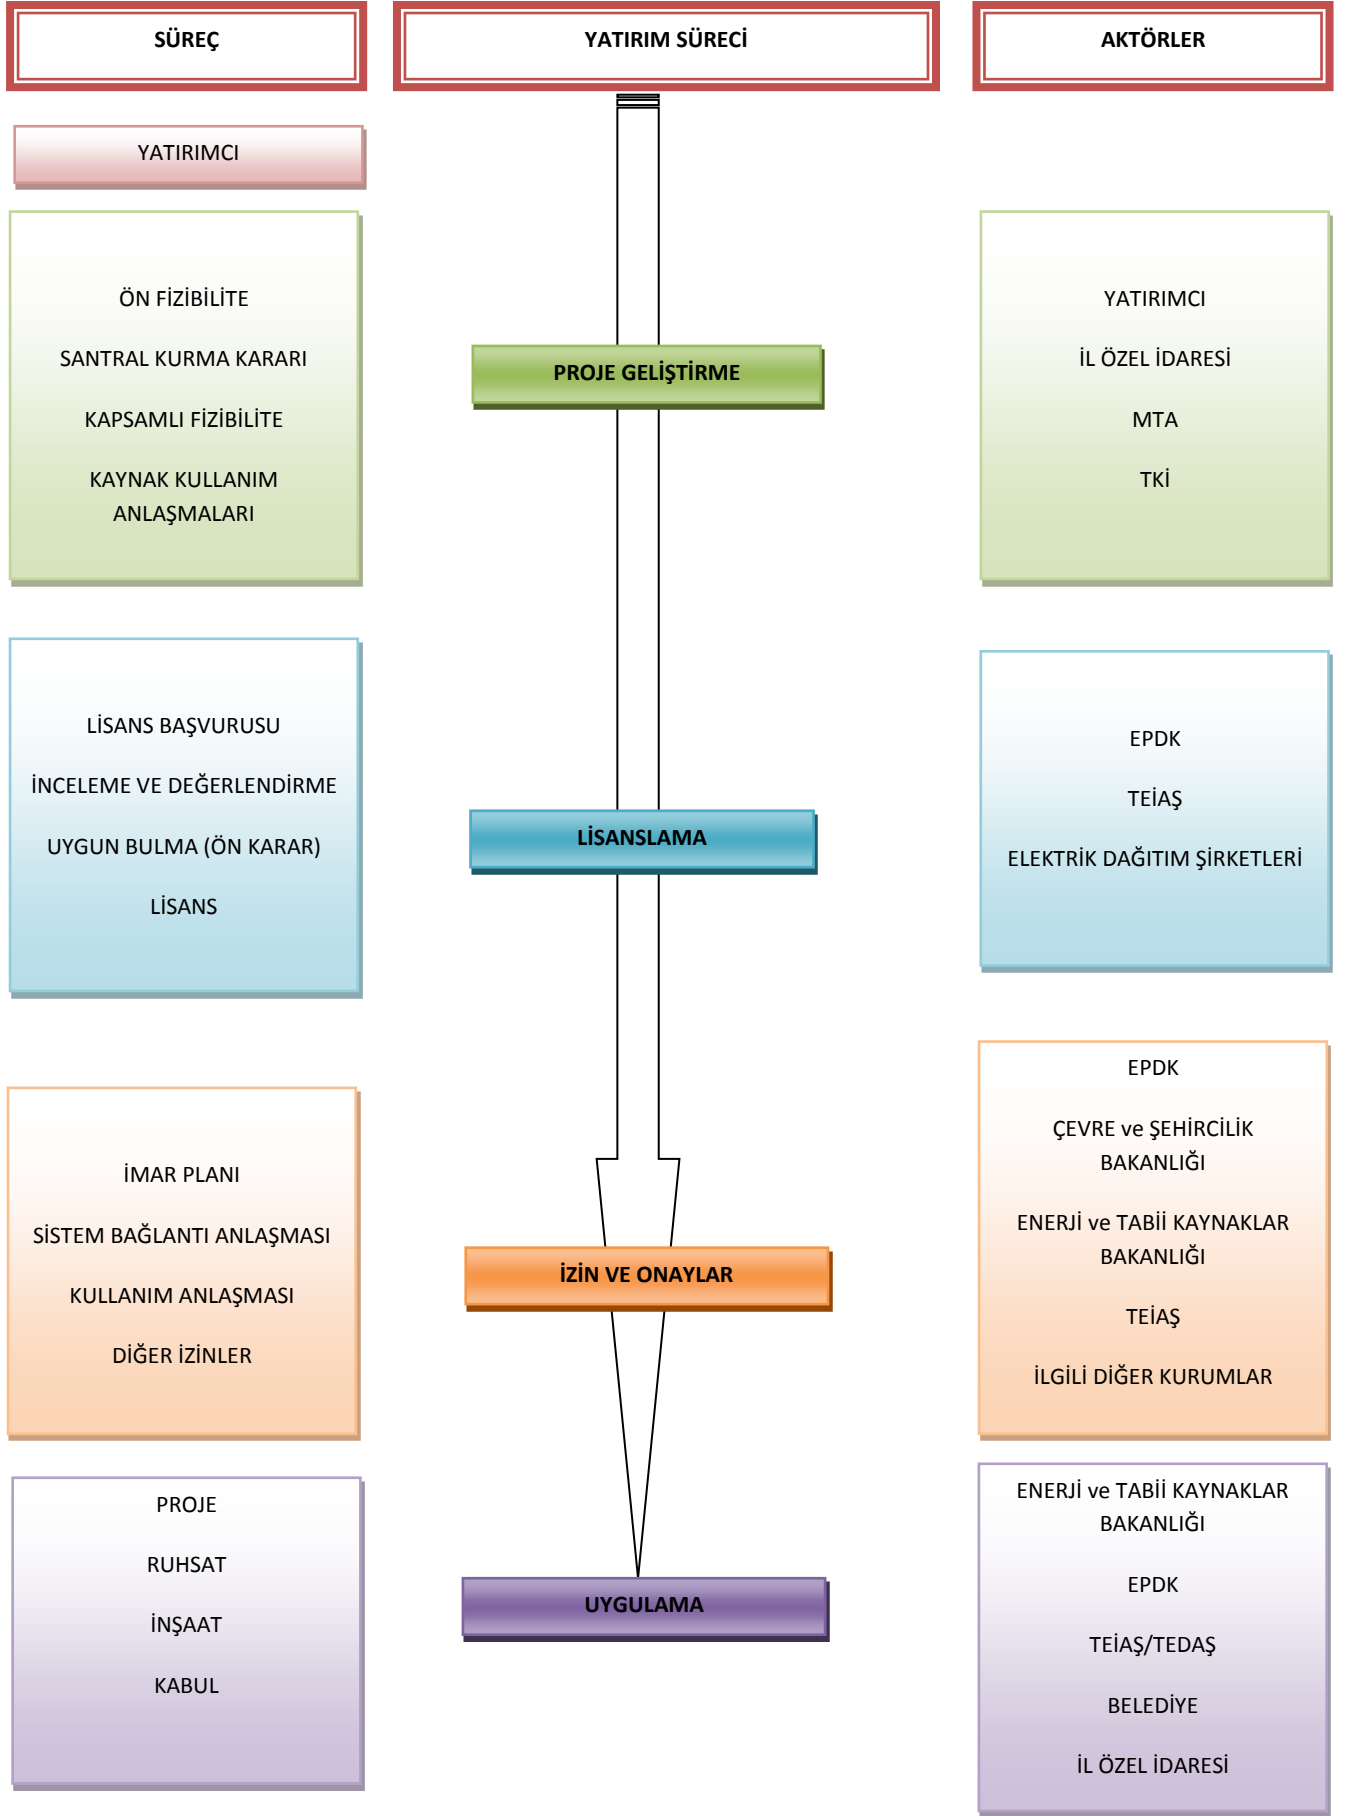 SÜREÇ
YATIRIM SÜRECİ
AKTÖRLER
YATIRIMCI
ÖN FİZİBİLİTE
SANTRAL KURMA KARARI
KAPSAMLI FİZİBİLİTE
KAYNAK KULLANIM
ANLAŞMALARI
PROJE GELİŞTİRME
YATIRIMCI
İL ÖZEL İDARESİ
MTA
TKİ
LİSANS BAŞVURUSU
İNCELEME VE DEĞERLENDİRME
UYGUN BULMA (ÖN KARAR)
LİSANS
LİSANSLAMA
EPDK
TEİAŞ
ELEKTRİK DAĞITIM ŞİRKETLERİ
İMAR PLANI
SİSTEM BAĞLANTI ANLAŞMASI
KULLANIM ANLAŞMASI
DİĞER İZİNLER
İZİN VE ONAYLAR
EPDK
ÇEVRE ve ŞEHİRCİLİK
BAKANLIĞI
ENERJİ ve TABİİ KAYNAKLAR
BAKANLIĞI
TEİAŞ
İLGİLİ DİĞER KURUMLAR
PROJE
RUHSAT
İNŞAAT
KABUL
UYGULAMA
ENERJİ ve TABİİ KAYNAKLAR
BAKANLIĞI
EPDK
TEİAŞ/TEDAŞ
BELEDİYE
İL ÖZEL İDARESİ